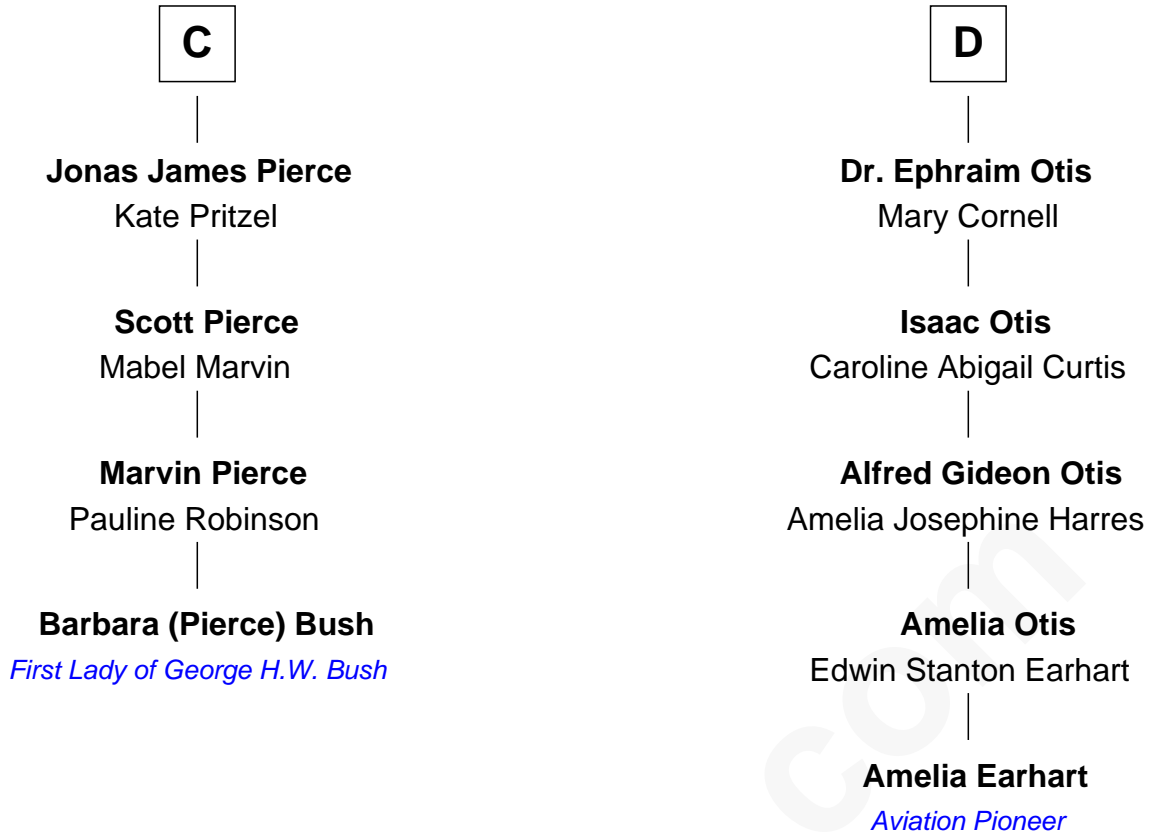 C
Jonas James Pierce
Kate Pritzel
Scott Pierce
Mabel Marvin
Marvin Pierce
Pauline Robinson
Barbara (Pierce) Bush
First Lady of George H.W. Bush
D
Dr. Ephraim Otis
Mary Cornell
Isaac Otis
Caroline Abigail Curtis
Alfred Gideon Otis
Amelia Josephine Harres
Amelia Otis
Edwin Stanton Earhart
Amelia Earhart
Aviation Pioneer
com